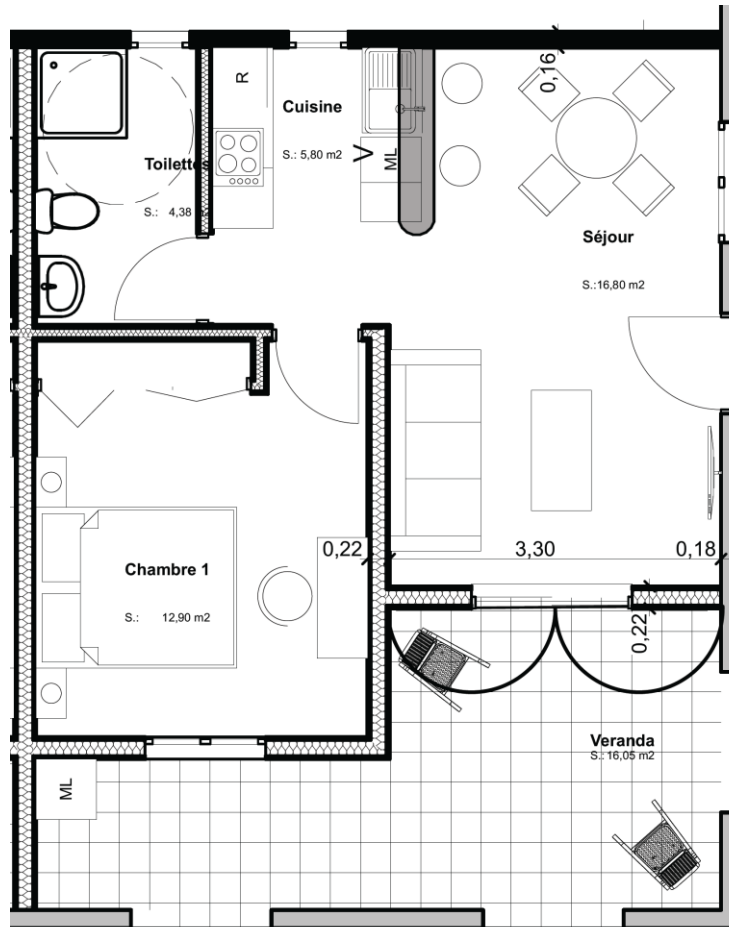 0,16
R
Cuisine
S.: 5,80 m2
V
ML
Toilettes
S.: 4,38
Séjour
S.:16,80 m2
0,22
3,30
0,18
Chambre 1
S.: 12,90 m2
0,22
Veranda
S.: 16,05 m2
ML